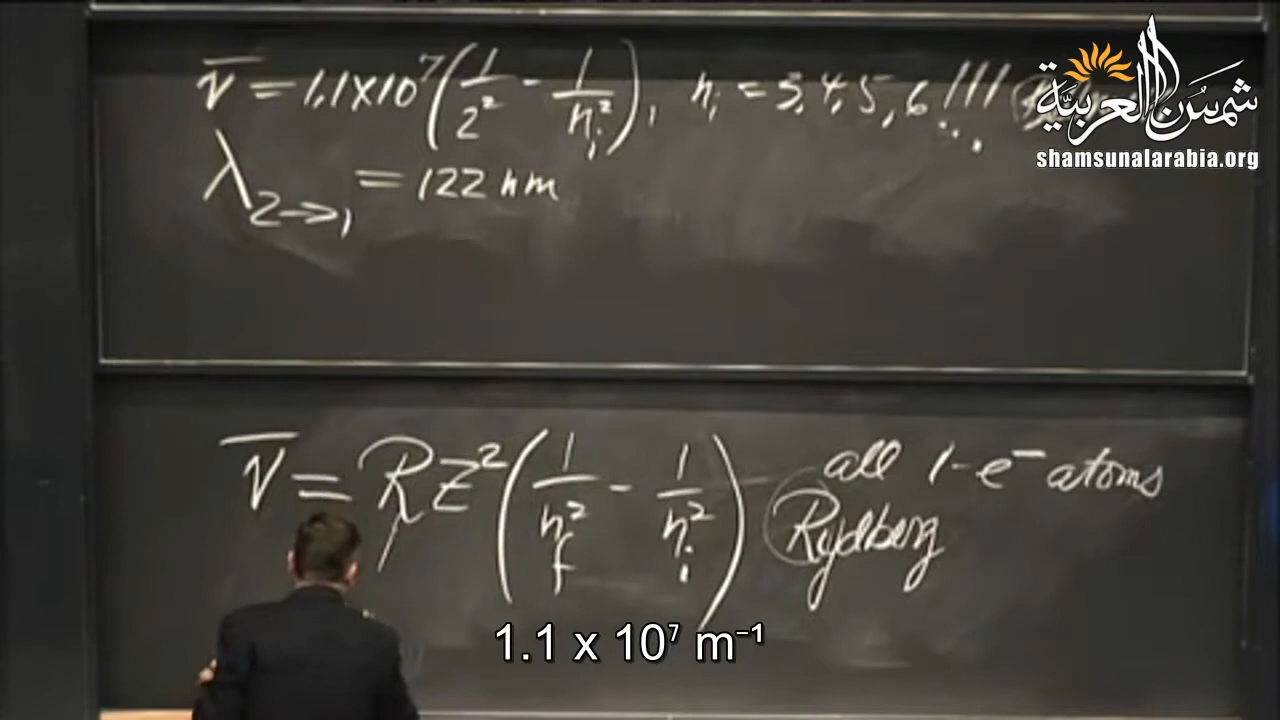 ν̅ = 1.1×10⁷ (1/2² - 1/nᵢ²), nᵢ = 3, 4, 5, 6 !!! ...
شمس العربية
shamsunalarabia.org
λ₂→₁ = 122 nm
ν̅ = R Z² (1/n_f² - 1/nᵢ²) all 1-e⁻ atoms
Rydberg
1.1 x 10⁷ m⁻¹